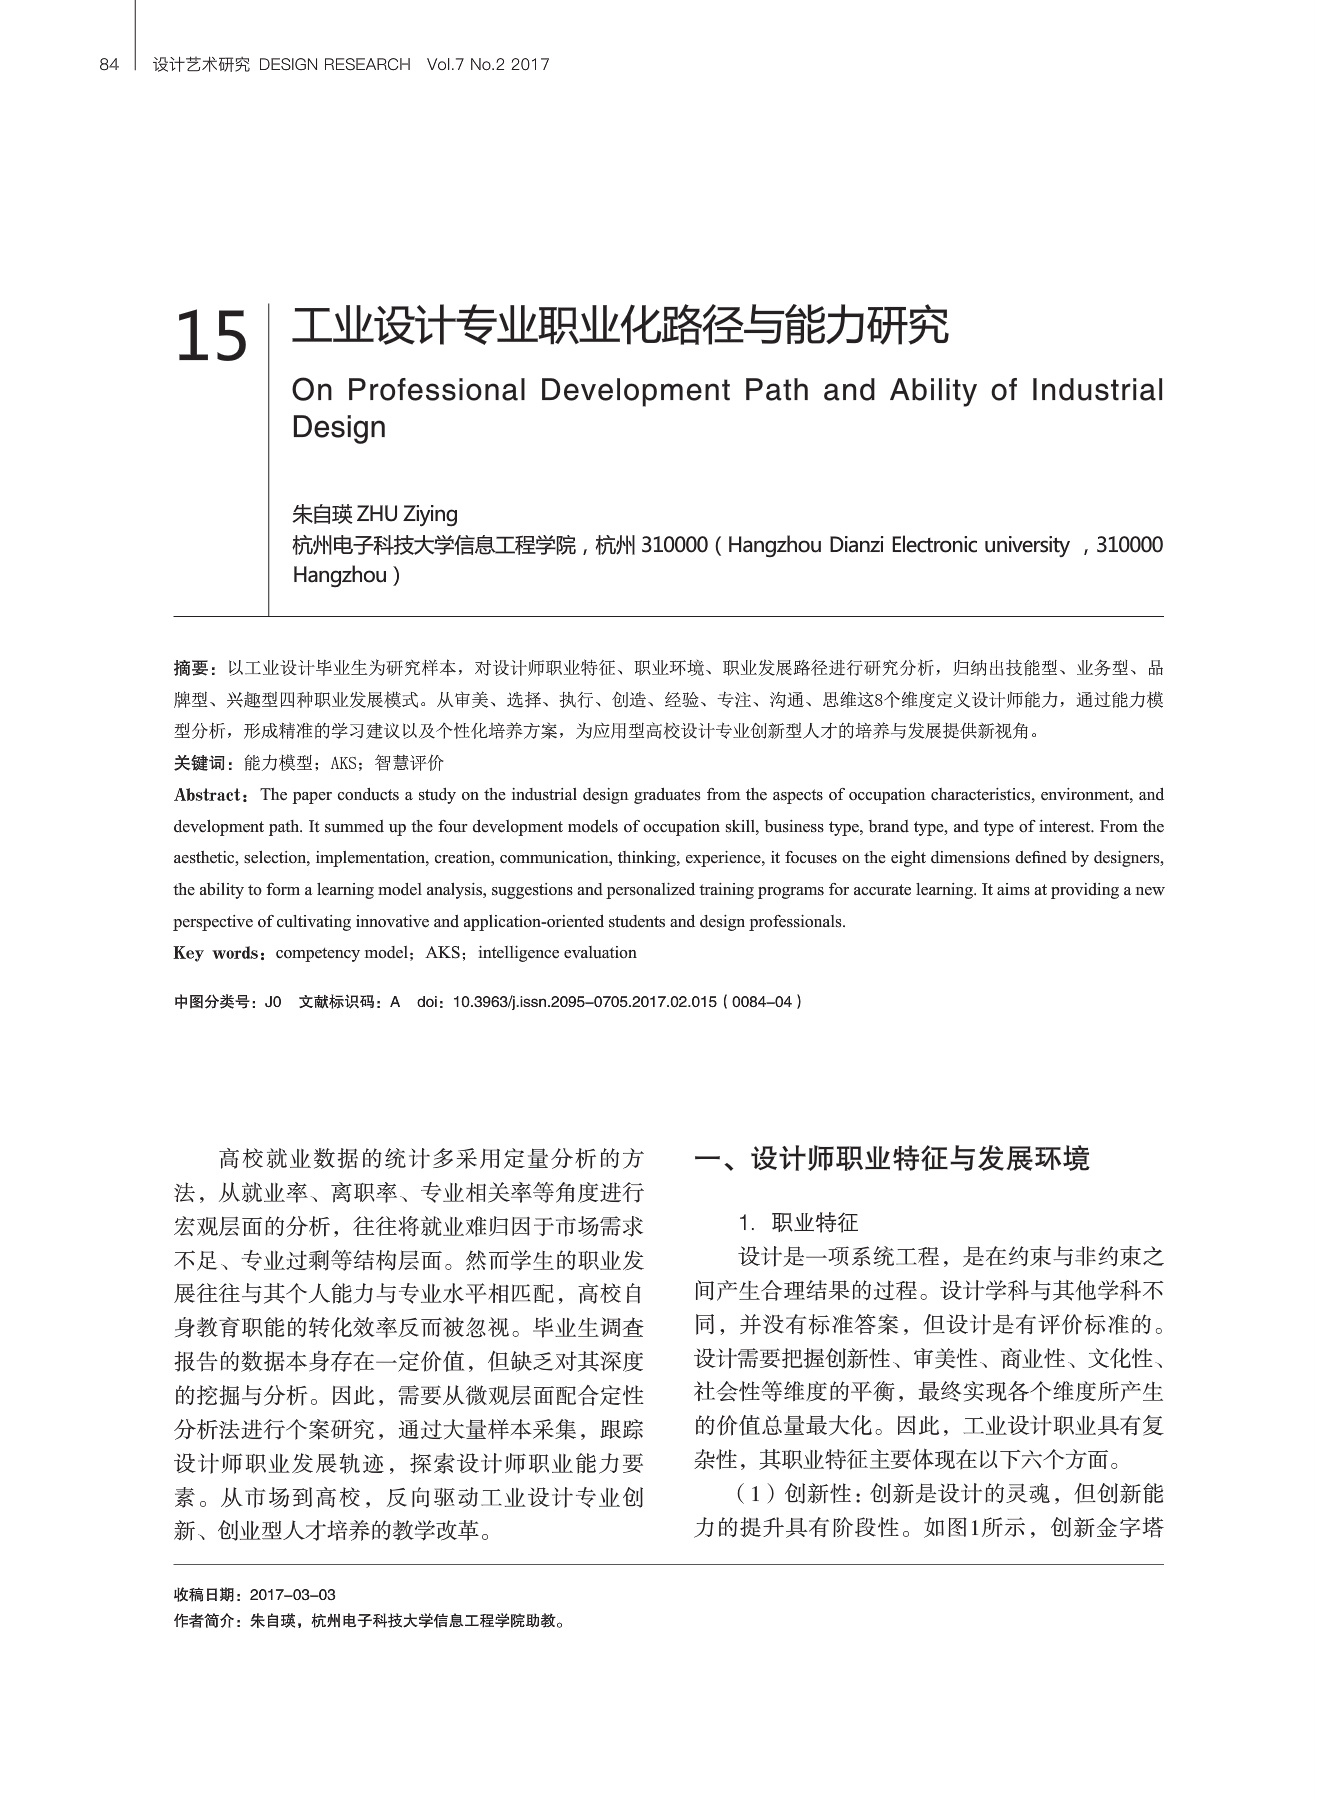 84 设计艺术研究 DESIGN RESEARCH Vol.7 No.2 2017
15
工业设计专业职业化路径与能力研究
On Professional Development Path and Ability of Industrial
Design
朱自瑛 ZHU Ziying
杭州电子科技大学信息工程学院，杭州 310000（Hangzhou Dianzi Electronic university ，310000
Hangzhou）
摘要：以工业设计毕业生为研究样本，对设计师职业特征、职业环境、职业发展路径进行研究分析，归纳出技能型、业务型、品
牌型、兴趣型四种职业发展模式。从审美、选择、执行、创造、经验、专注、沟通、思维这8个维度定义设计师能力，通过能力模
型分析，形成精准的学习建议以及个性化培养方案，为应用型高校设计专业创新型人才的培养与发展提供新视角。
关键词：能力模型；AKS；智慧评价
Abstract：The paper conducts a study on the industrial design graduates from the aspects of occupation characteristics, environment, and
development path. It summed up the four development models of occupation skill, business type, brand type, and type of interest. From the
aesthetic, selection, implementation, creation, communication, thinking, experience, it focuses on the eight dimensions defined by designers,
the ability to form a learning model analysis, suggestions and personalized training programs for accurate learning. It aims at providing a new
perspective of cultivating innovative and application-oriented students and design professionals.
Key words：competency model；AKS；intelligence evaluation
中图分类号：J0 文献标识码：A doi：10.3963/j.issn.2095–0705.2017.02.015（0084–04）
高校就业数据的统计多采用定量分析的方
法，从就业率、离职率、专业相关率等角度进行
宏观层面的分析，往往将就业难归因于市场需求
不足、专业过剩等结构层面。然而学生的职业发
展往往与其个人能力与专业水平相匹配，高校自
身教育职能的转化效率反而被忽视。毕业生调查
报告的数据本身存在一定价值，但缺乏对其深度
的挖掘与分析。因此，需要从微观层面配合定性
分析法进行个案研究，通过大量样本采集，跟踪
设计师职业发展轨迹，探索设计师职业能力要
素。从市场到高校，反向驱动工业设计专业创
新、创业型人才培养的教学改革。
一、设计师职业特征与发展环境
1. 职业特征
设计是一项系统工程，是在约束与非约束之
间产生合理结果的过程。设计学科与其他学科不
同，并没有标准答案，但设计是有评价标准的。
设计需要把握创新性、审美性、商业性、文化性、
社会性等维度的平衡，最终实现各个维度所产生
的价值总量最大化。因此，工业设计职业具有复
杂性，其职业特征主要体现在以下六个方面。
（1）创新性：创新是设计的灵魂，但创新能
力的提升具有阶段性。如图1所示，创新金字塔
收稿日期：2017–03–03
作者简介：朱自瑛，杭州电子科技大学信息工程学院助教。